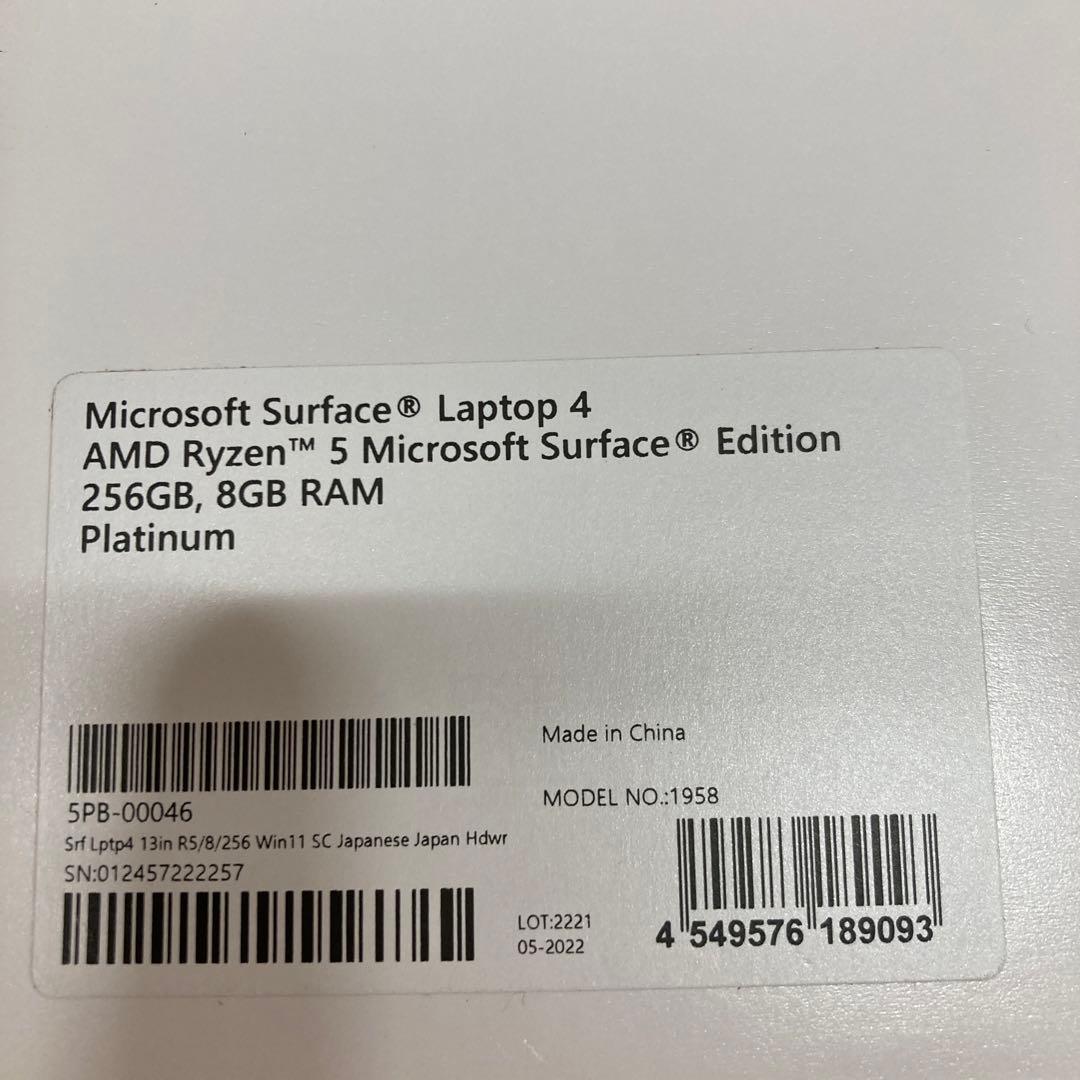 Microsoft Surface® Laptop 4
AMD Ryzen™ 5 Microsoft Surface® Edition
256GB, 8GB RAM
Platinum
5PB-00046
Srf Lptp4 13in R5/8/256 Win11 SC Japanese Japan Hdwr
SN:012457222257
Made in China
MODEL NO.:1958
LOT:2221
05-2022
4 549576 189093